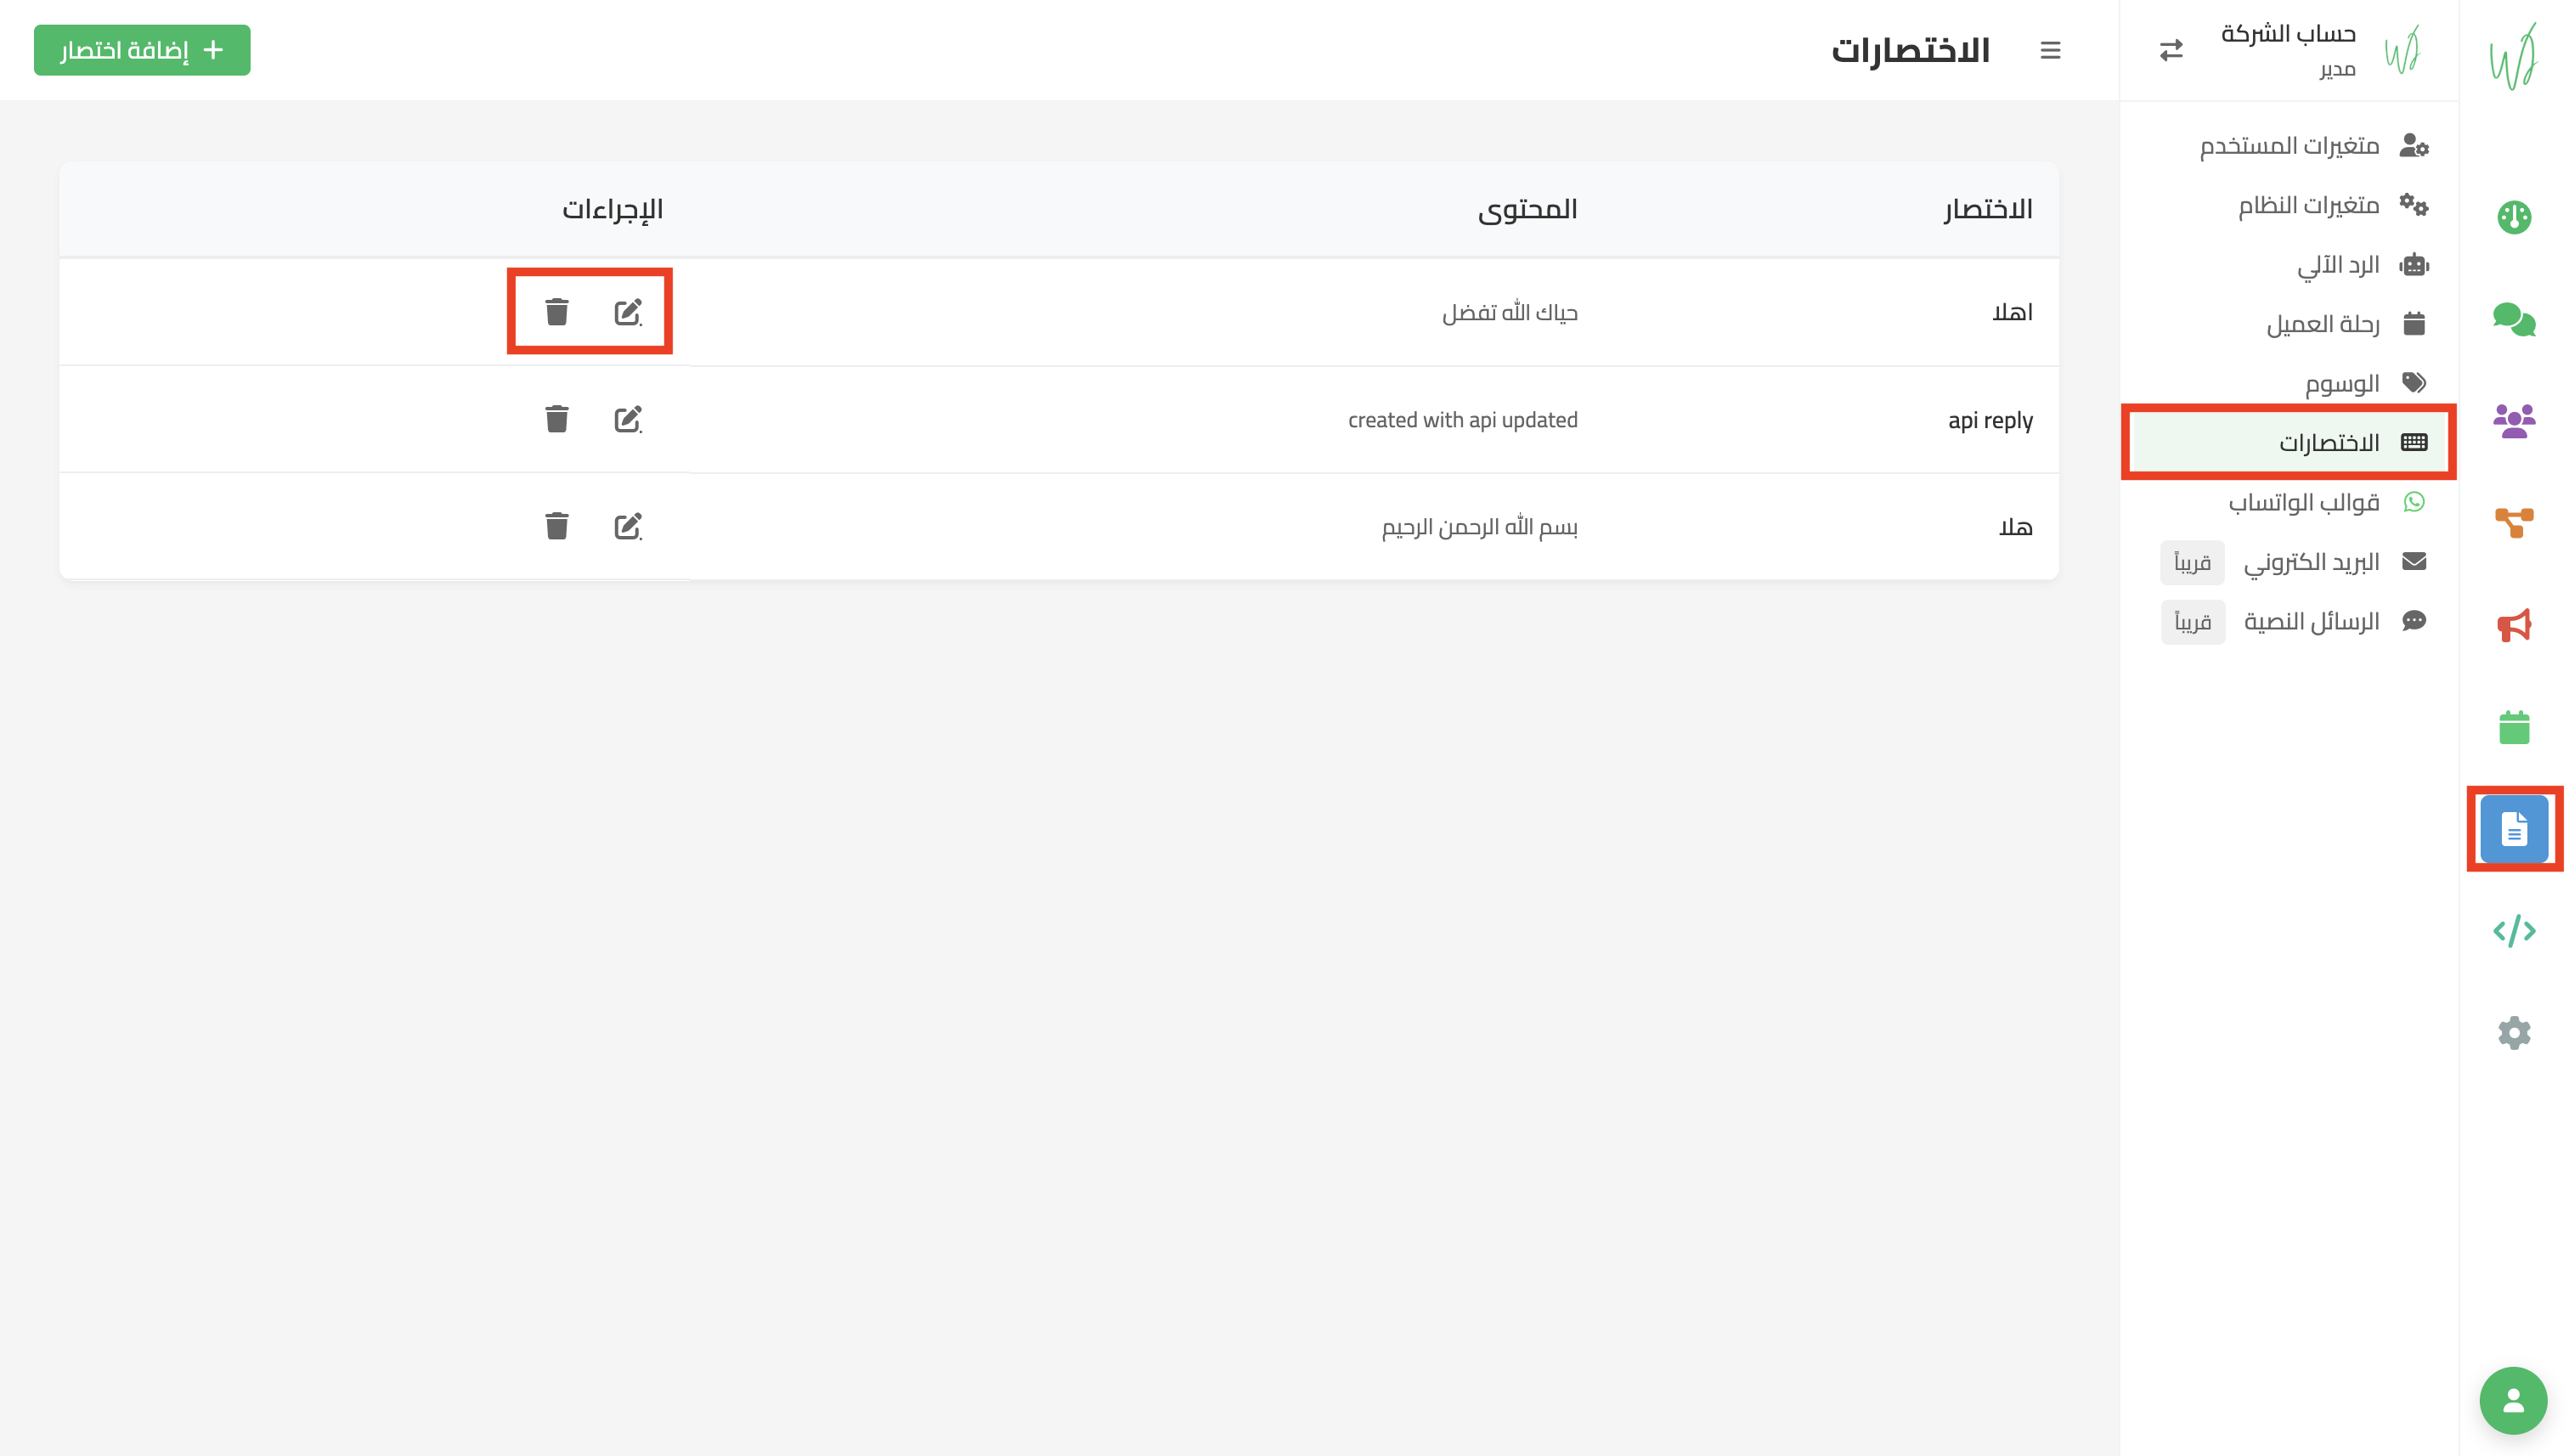 حساب الشركة
مدير
متغيرات المستخدم
متغيرات النظام
الرد الآلي
رحلة العميل
الوسوم
الاختصارات
قوالب الواتساب
البريد الكتروني قريباً
الرسائل النصية قريباً
الاختصارات
إضافة اختصار
الاختصار المحتوى الإجراءات
اهلا حياك الله تفضل
api reply created with api updated
هلا بسم الله الرحمن الرحيم